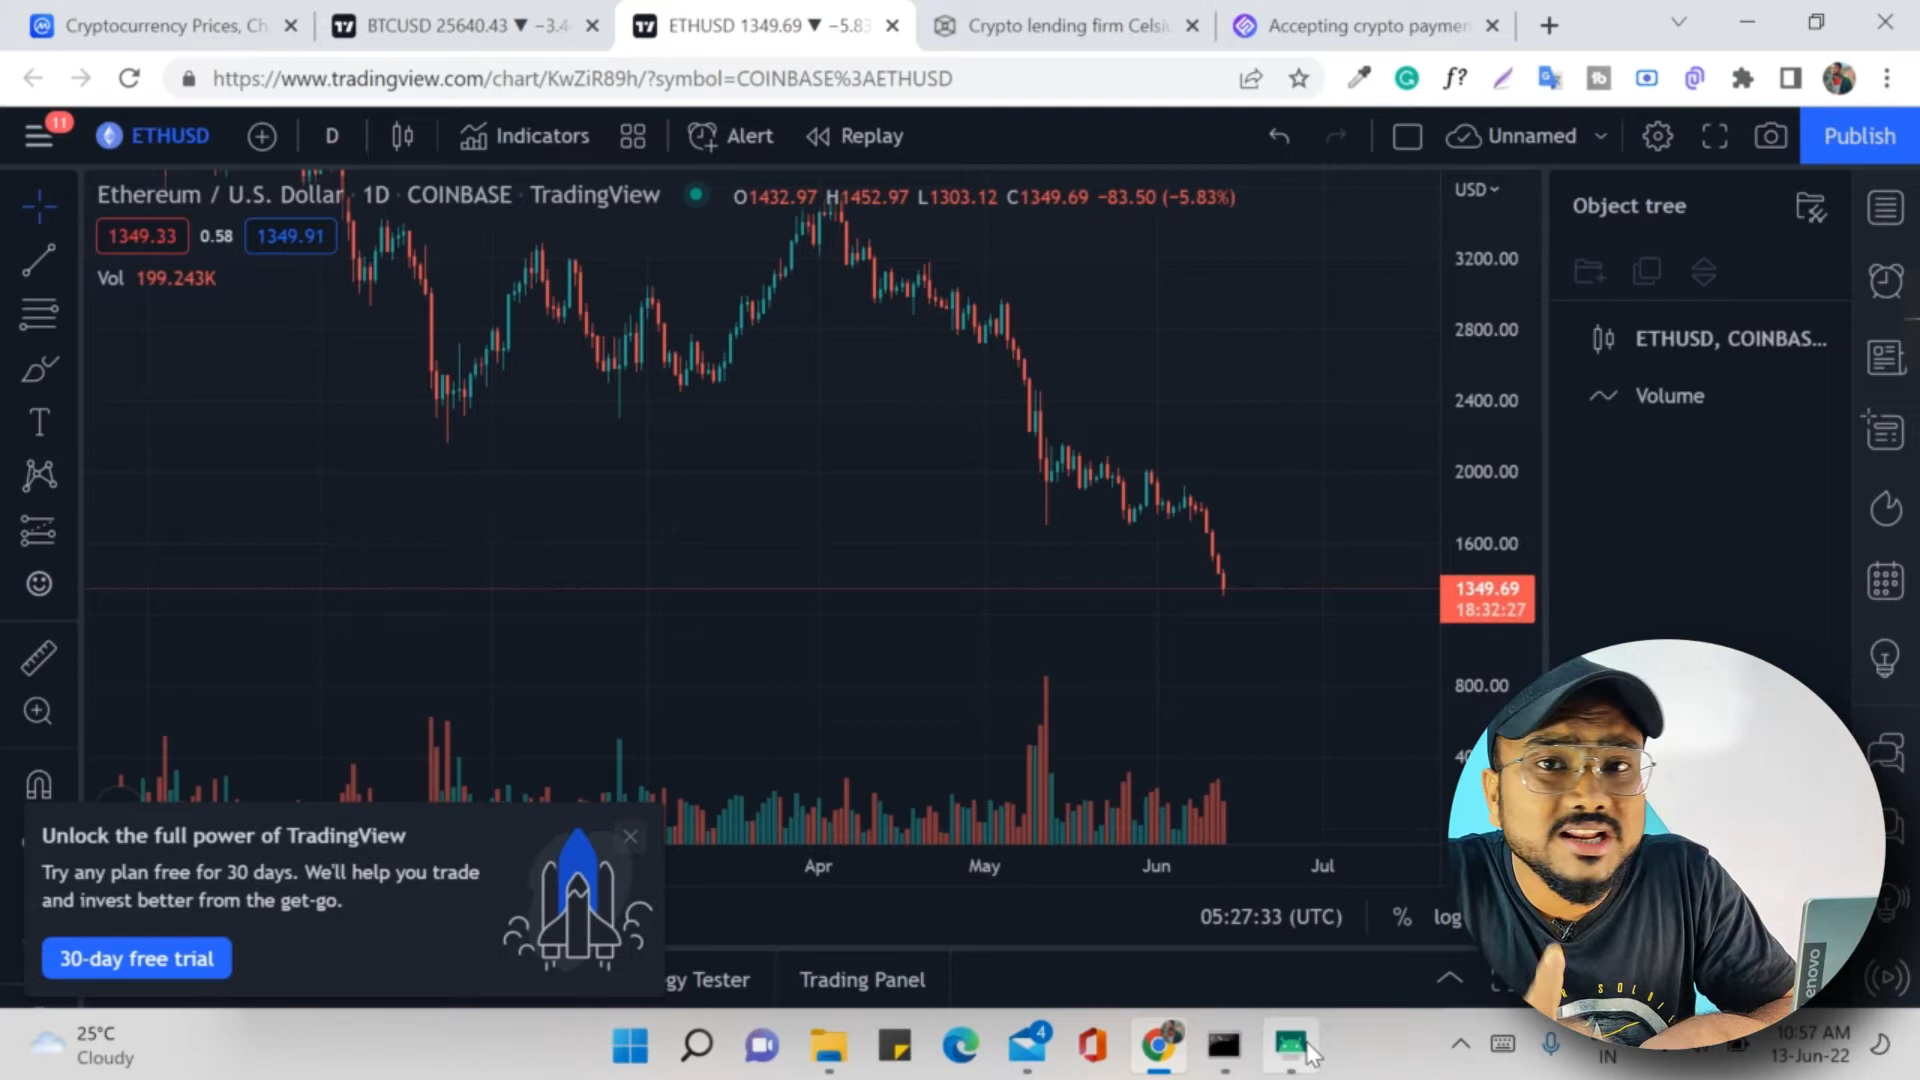 Cryptocurrency Prices, Ch
BTCUSD 25640.43 ▼ −3.4
ETHUSD 1349.69 ▼ −5.83
Crypto lending firm Celsiu
Accepting crypto paymen
https://www.tradingview.com/chart/KwZiR89h/?symbol=COINBASE%3AETHUSD
11
ETHUSD
D
Indicators
Alert
Replay
Unnamed
Publish
Ethereum / U.S. Dollar · 1D · COINBASE · TradingView
O1432.97 H1452.97 L1303.12 C1349.69 −83.50 (−5.83%)
USD
Object tree
1349.33 0.58 1349.91
Vol 199.243K
3200.00
2800.00
2400.00
2000.00
1600.00
1349.69
18:32:27
800.00
ETHUSD, COINBAS...
Volume
Unlock the full power of TradingView
Try any plan free for 30 days. We'll help you trade
and invest better from the get-go.
30-day free trial
Apr
May
Jun
Jul
05:27:33 (UTC)
%
log
gy Tester
Trading Panel
25°C
Cloudy
4
IN
10:57 AM
13-Jun-22